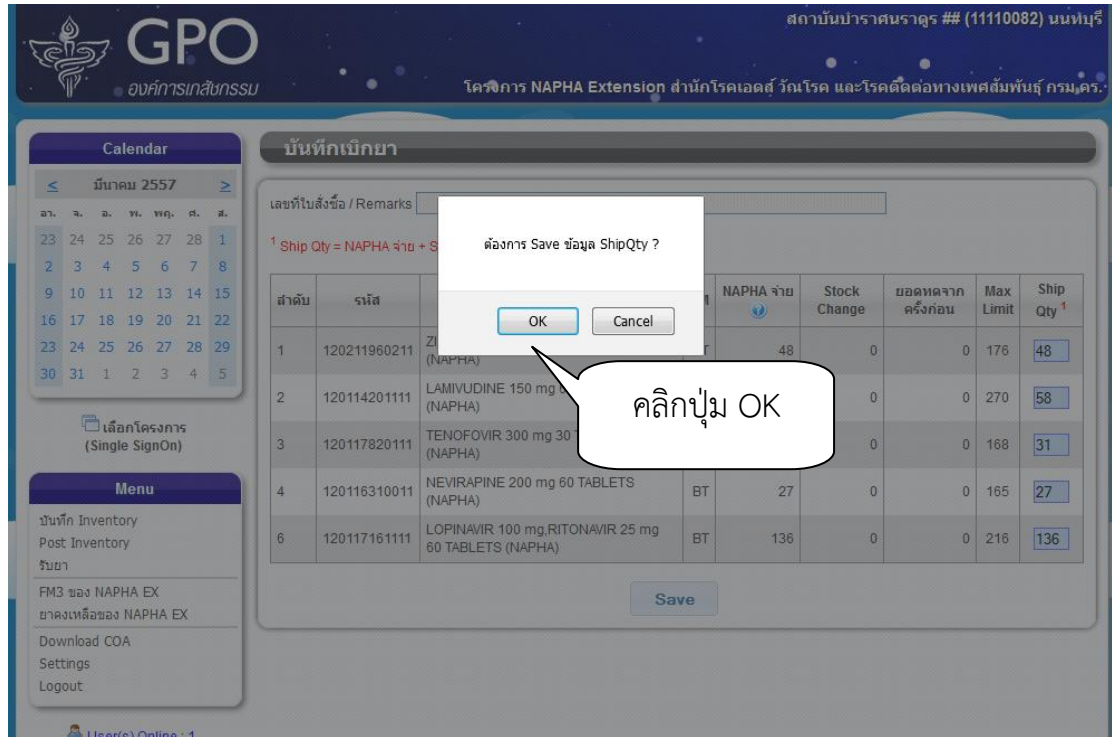 สถาบันบำราศนราดูร ## (11110082) นนทบุรี
GPO
องค์การเภสัชกรรม
โครงการ NAPHA Extension สำนักโรคเอดส์ วัณโรค และโรคติดต่อทางเพศสัมพันธุ์ กรม.คร.
Calendar
< มีนาคม 2557 >
อา. จ. อ. พ. พฤ. ศ. ส.
23 24 25 26 27 28 1
2 3 4 5 6 7 8
9 10 11 12 13 14 15
16 17 18 19 20 21 22
23 24 25 26 27 28 29
30 31 1 2 3 4 5
เลือกโครงการ
(Single SignOn)
Menu
บันทึก Inventory
Post Inventory
รับยา
FM3 ของ NAPHA EX
ยาคงเหลือของ NAPHA EX
Download COA
Settings
Logout
User(s) Online : 1
บันทึกเบิกยา
เลขที่ใบสั่งซื้อ / Remarks
1 Ship Qty = NAPHA จ่าย + S
ต้องการ Save ข้อมูล ShipQty ?
OK Cancel
คลิกปุ่ม OK
ลำดับ รหัส NAPHA จ่าย Stock Change ยอดทดจากครั้งก่อน Max Limit Ship Qty 1
1 120211960211 (NAPHA) 48 0 0 176 48
2 120114201111 LAMIVUDINE 150 mg (NAPHA) 0 0 270 58
3 120117820111 TENOFOVIR 300 mg 30 (NAPHA) 0 0 168 31
4 120116310011 NEVIRAPINE 200 mg 60 TABLETS (NAPHA) BT 27 0 0 165 27
6 120117161111 LOPINAVIR 100 mg,RITONAVIR 25 mg 60 TABLETS (NAPHA) BT 136 0 0 216 136
Save